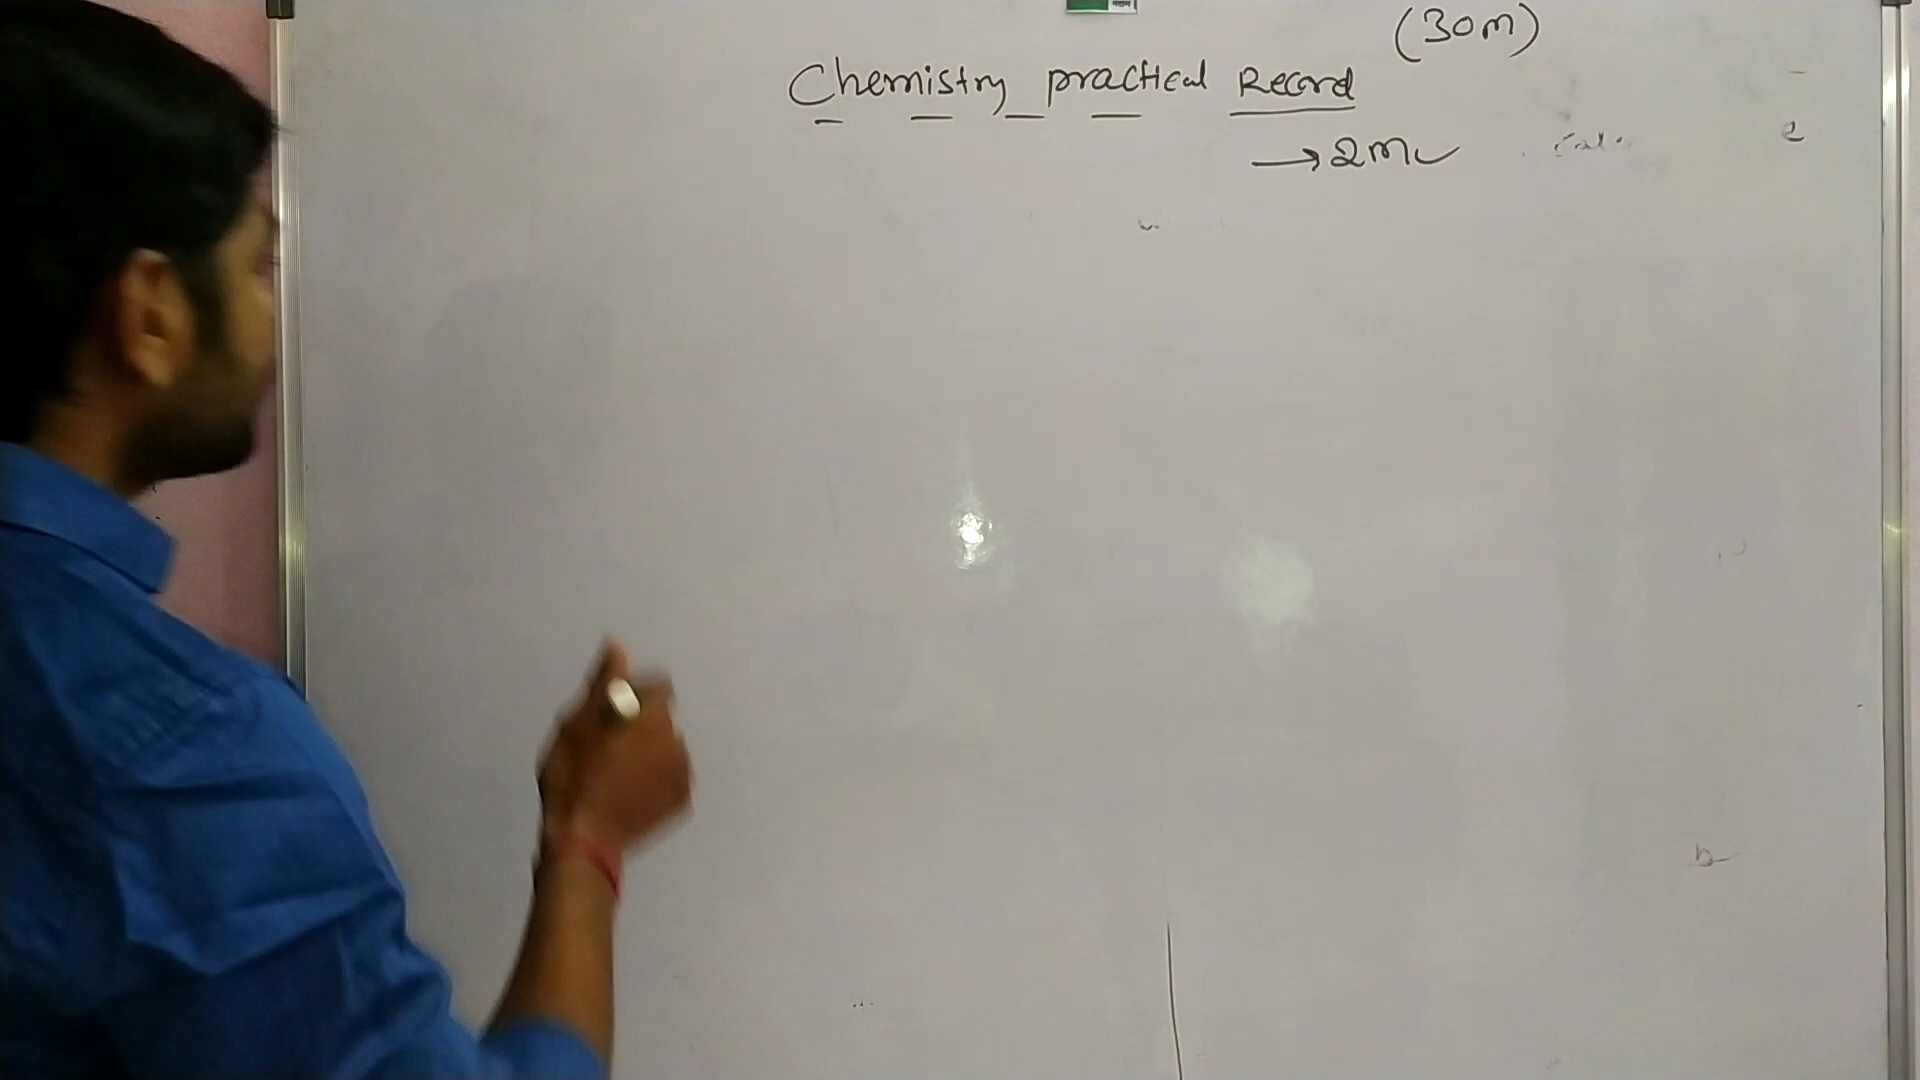 (30m)
Chemistry practical Record
→ 2m